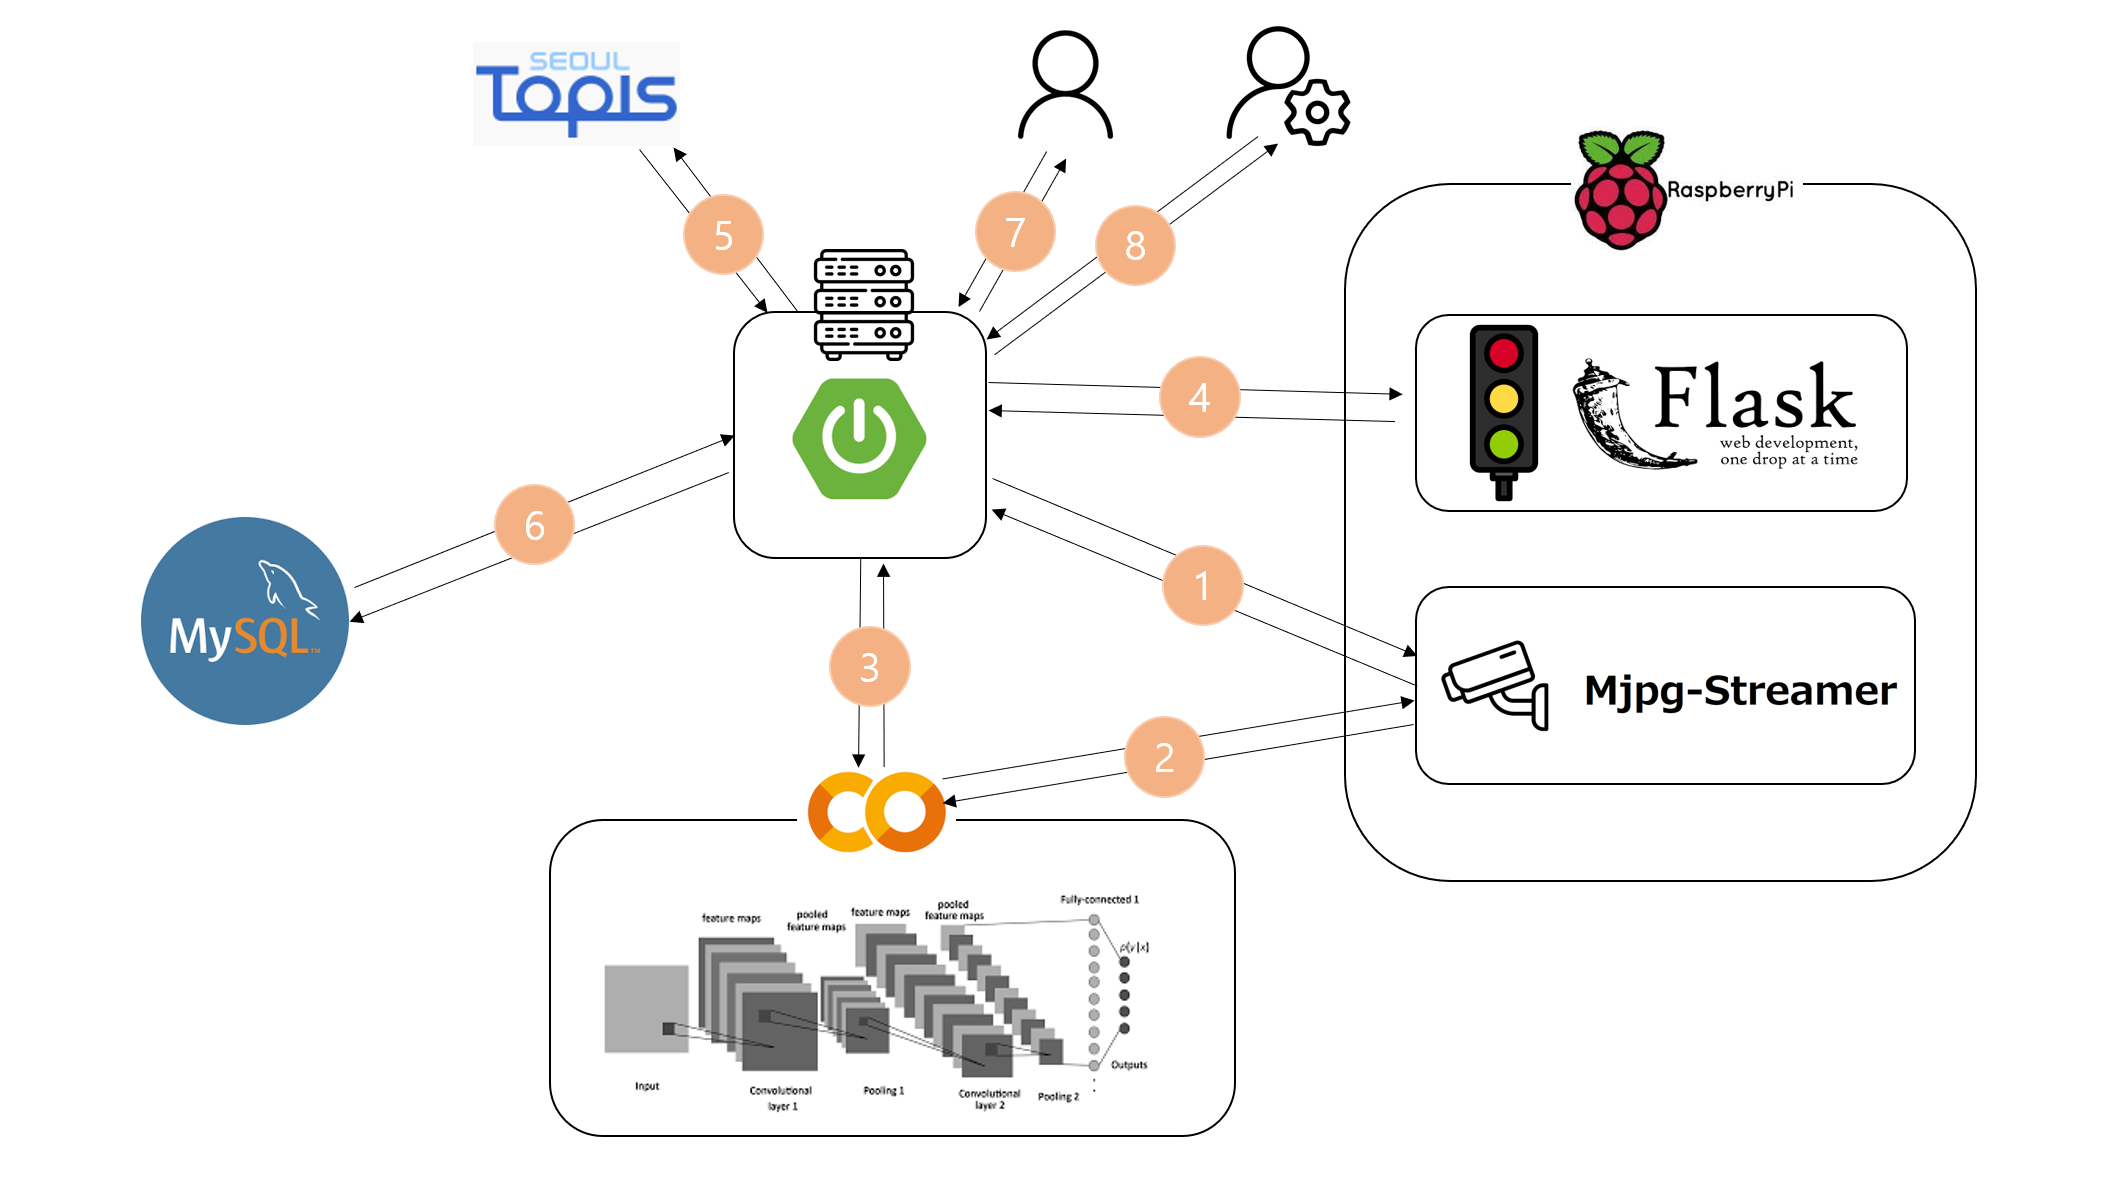 SEOUL
TOPIS
RaspberryPi
5
7
8
4
Flask
web development,
one drop at a time
6
1
MySQL™
3
Mjpg-Streamer
2
feature maps
pooled
feature maps
feature maps
pooled
feature maps
Fully-connected 1
p(y|x)
Outputs
Input
Convolutional
layer 1
Pooling 1
Convolutional
layer 2
Pooling 2